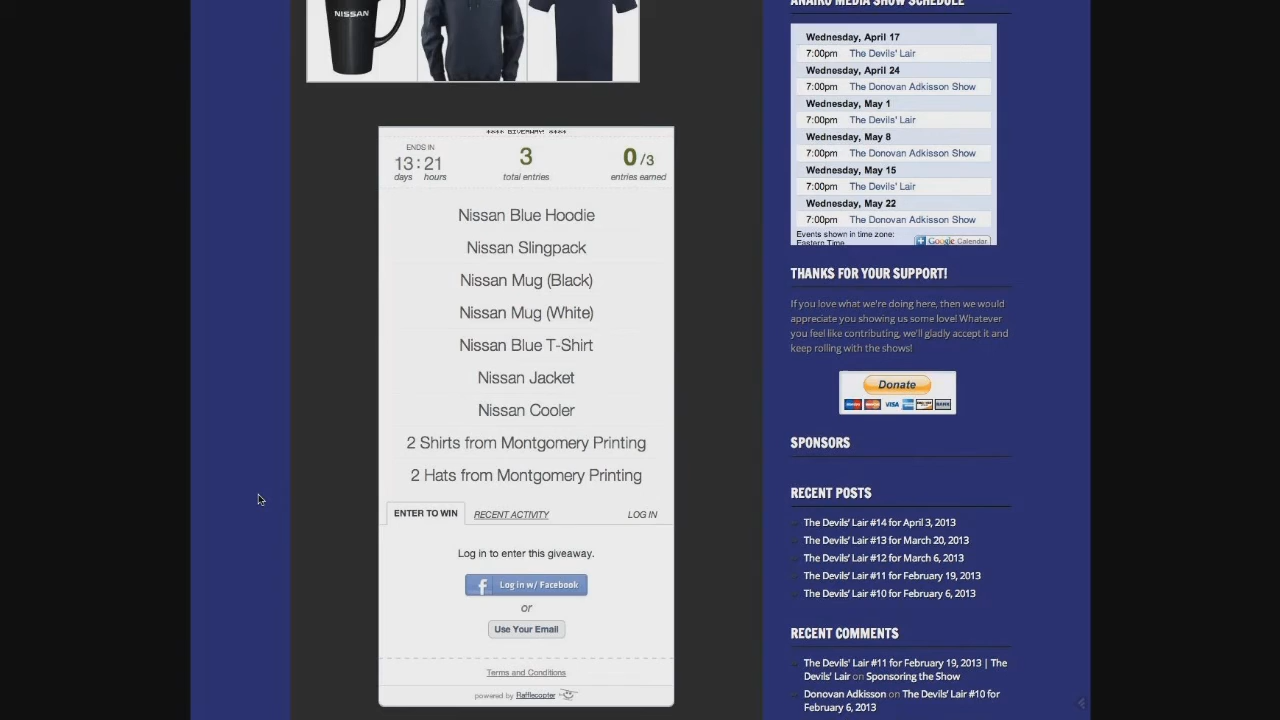 NISSAN
**** GIVEAWAY! ****
ENDS IN
13 : 21
days hours
3
total entries
0 /3
entries earned
Nissan Blue Hoodie
Nissan Slingpack
Nissan Mug (Black)
Nissan Mug (White)
Nissan Blue T-Shirt
Nissan Jacket
Nissan Cooler
2 Shirts from Montgomery Printing
2 Hats from Montgomery Printing
ENTER TO WIN
RECENT ACTIVITY
LOG IN
Log in to enter this giveaway.
f Log in w/ Facebook
or
Use Your Email
Terms and Conditions
powered by Rafflecopter
ANAIRO MEDIA SHOW SCHEDULE
Wednesday, April 17
7:00pm The Devils' Lair
Wednesday, April 24
7:00pm The Donovan Adkisson Show
Wednesday, May 1
7:00pm The Devils' Lair
Wednesday, May 8
7:00pm The Donovan Adkisson Show
Wednesday, May 15
7:00pm The Devils' Lair
Wednesday, May 22
7:00pm The Donovan Adkisson Show
Events shown in time zone:
Eastern Time
Google Calendar
THANKS FOR YOUR SUPPORT!
If you love what we're doing here, then we would
appreciate you showing us some love! Whatever
you feel like contributing, we'll gladly accept it and
keep rolling with the shows!
Donate
VISA
SPONSORS
RECENT POSTS
The Devils' Lair #14 for April 3, 2013
The Devils' Lair #13 for March 20, 2013
The Devils' Lair #12 for March 6, 2013
The Devils' Lair #11 for February 19, 2013
The Devils' Lair #10 for February 6, 2013
RECENT COMMENTS
The Devils' Lair #11 for February 19, 2013 | The
Devils' Lair on Sponsoring the Show
Donovan Adkisson on The Devils' Lair #10 for
February 6, 2013